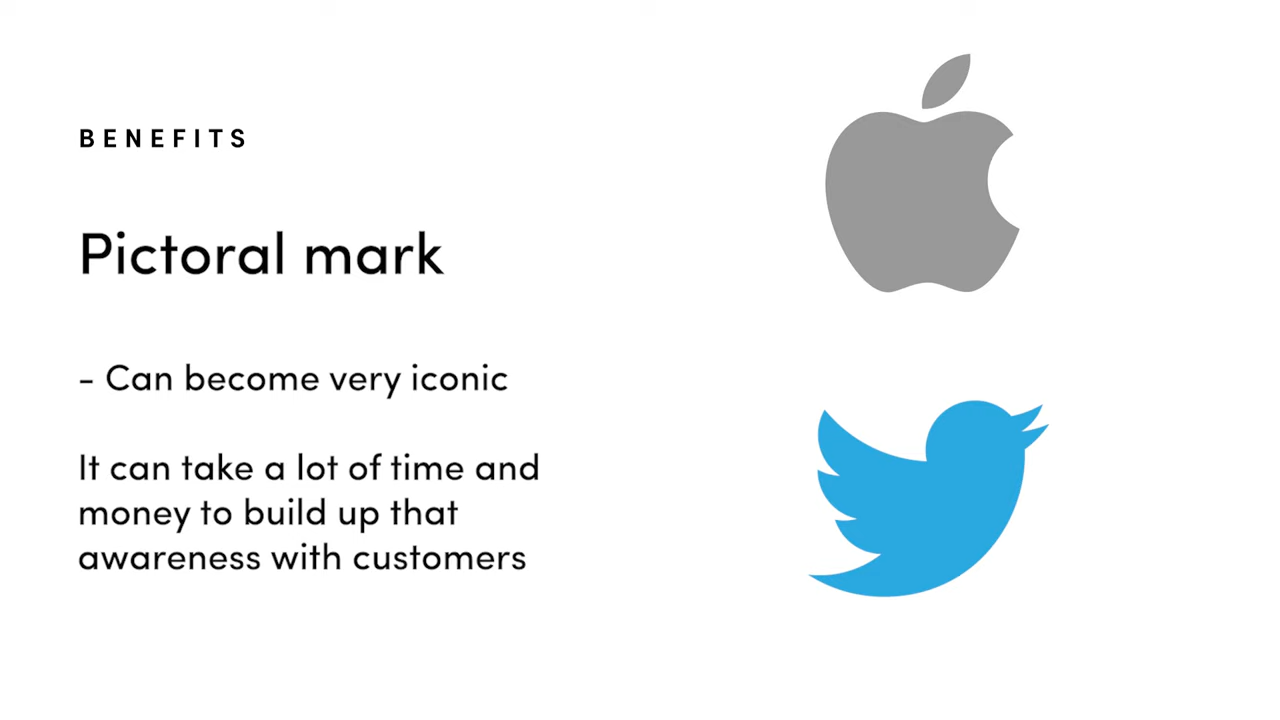 BENEFITS
Pictoral mark
- Can become very iconic
It can take a lot of time and
money to build up that
awareness with customers